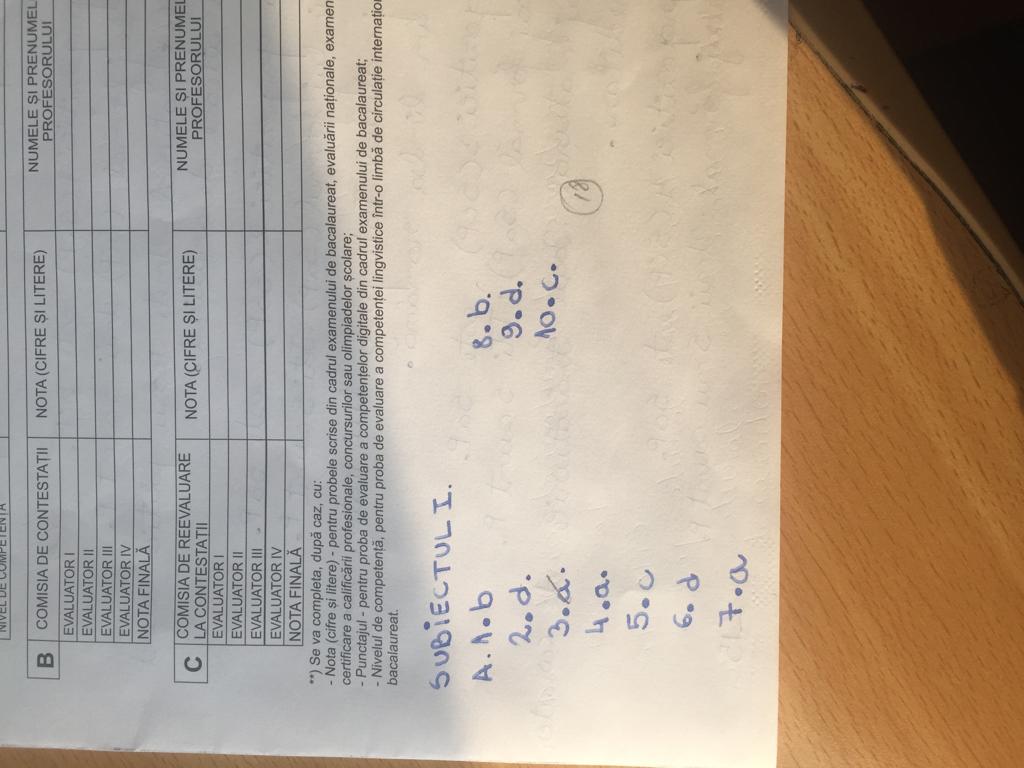 NIVEL DE COMPETENȚĂ
B COMISIA DE CONTESTAȚII NOTA (CIFRE ȘI LITERE) NUMELE ȘI PRENUMEL
PROFESORULUI
EVALUATOR I
EVALUATOR II
EVALUATOR III
EVALUATOR IV
NOTA FINALĂ
C COMISIA DE REEVALUARE
LA CONTESTAȚII NOTA (CIFRE ȘI LITERE) NUMELE ȘI PRENUMEL
PROFESORULUI
EVALUATOR I
EVALUATOR II
EVALUATOR III
EVALUATOR IV
NOTA FINALĂ
**) Se va completa, după caz, cu:
- Nota (cifre și litere) - pentru probele scrise din cadrul examenului de bacalaureat, evaluării naționale, examen
certificare a calificării profesionale, concursurilor sau olimpiadelor școlare;
- Punctajul - pentru proba de evaluare a competențelor digitale din cadrul examenului de bacalaureat;
- Nivelul de competență, pentru proba de evaluare a competenței lingvistice într-o limbă de circulație internațio
bacalaureat.
SUBIECTUL I.
A. 1. b
2. d.
3. a.
4. a.
5. c
6. d
7. a
8. b.
9. d.
10. c.
18